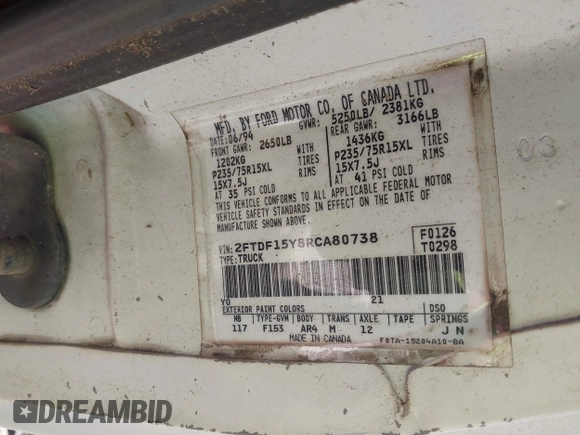 MFD. BY FORD MOTOR CO. OF CANADA LTD.
DATE: 06/94 GVWR: 5250LB/ 2381KG
FRONT GAWR: 2650LB REAR GAWR: 3166LB
1202KG WITH 1436KG WITH
P235/75R15XL TIRES P235/75R15XL TIRES
15X7.5J RIMS 15X7.5J RIMS
AT 35 PSI COLD AT 41 PSI COLD
THIS VEHICLE CONFORMS TO ALL APPLICABLE FEDERAL MOTOR
VEHICLE SAFETY STANDARDS IN EFFECT ON THE DATE OF
MANUFACTURE SHOWN ABOVE.
VIN: 2FTDF15Y8RCA80738 F0126
TYPE: TRUCK T0298
YO 21
EXTERIOR PAINT COLORS DSO
WB TYPE-GVW BODY TRANS AXLE TAPE SPRINGS
117 F153 AR4 M 12 J N
MADE IN CANADA F0TA-15204A10-BA
03
DREAMBID